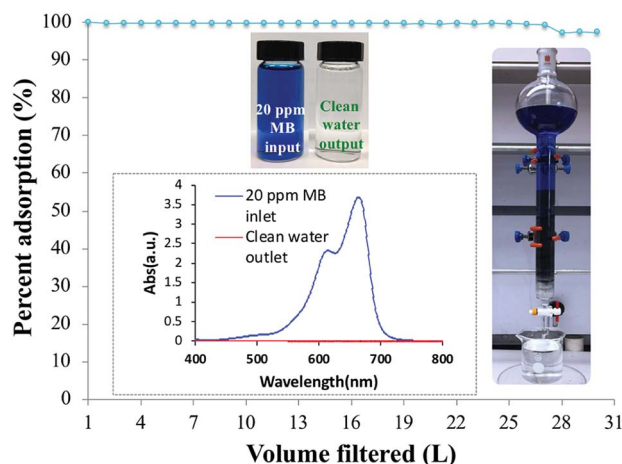 100
90
80
70
60
50
40
30
20
10
0
Percent adsorption (%)
20 ppm
MB
input
Clean
water
output
4
3.5
3
2.5
2
1.5
1
0.5
0
Abs(a.u.)
20 ppm MB
inlet
Clean water
outlet
400 500 600 700 800
Wavelength(nm)
1 4 7 10 13 16 19 22 25 28 31
Volume filtered (L)